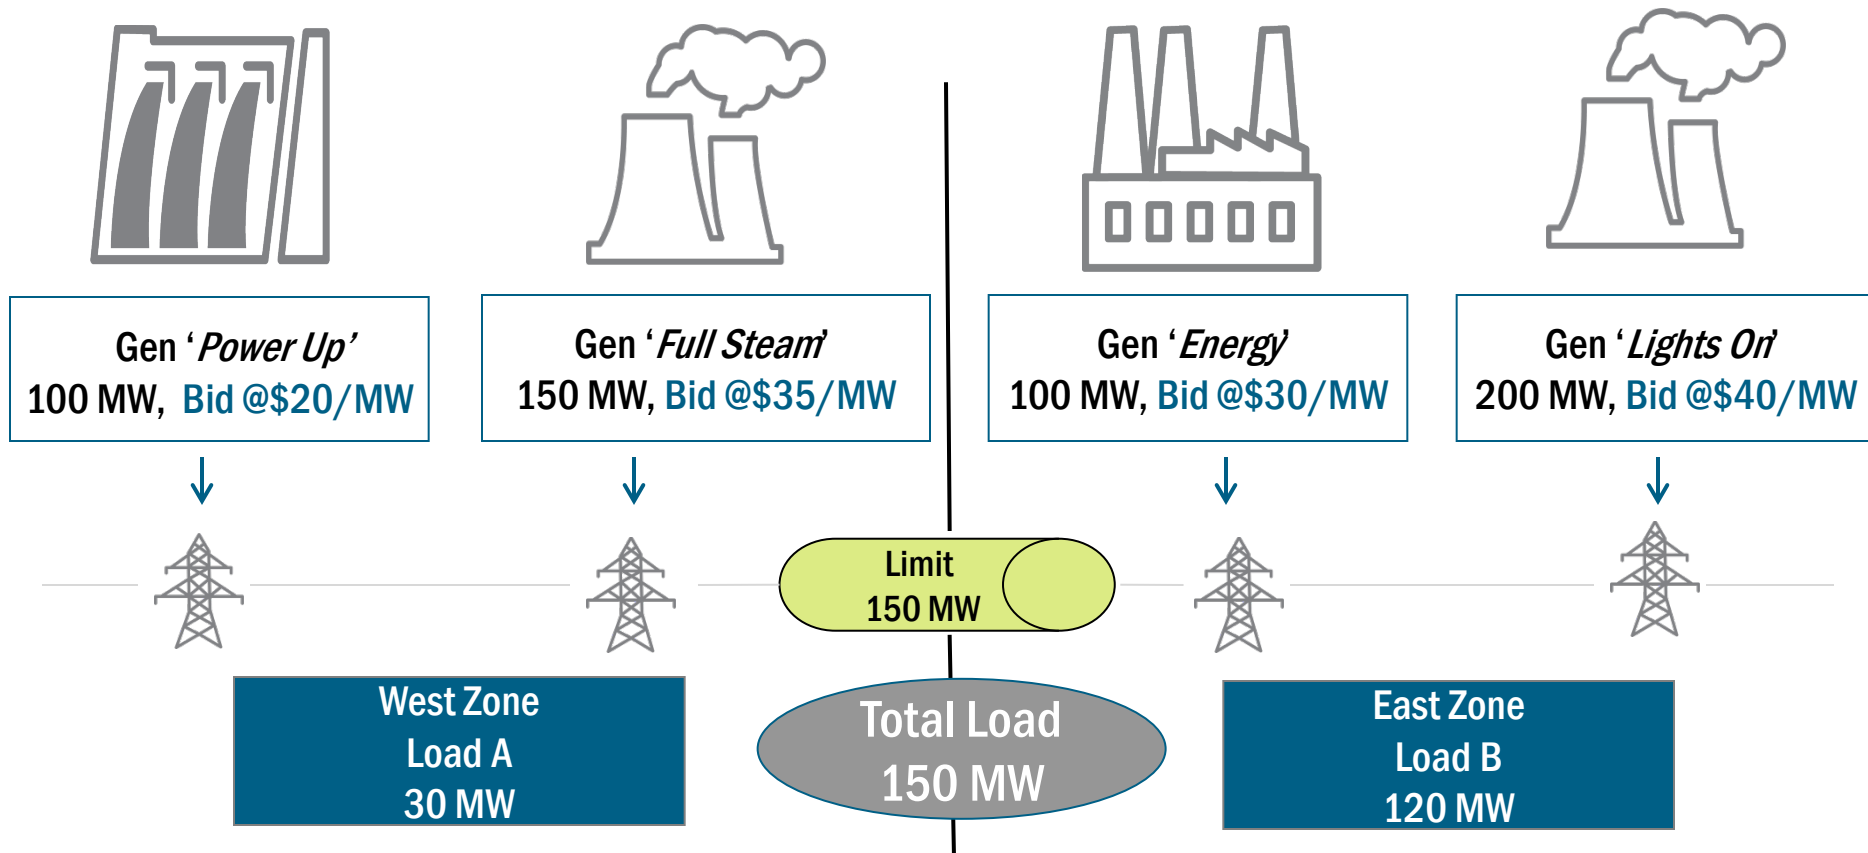 Gen ‘Power Up’
100 MW, Bid @$20/MW
Gen ‘Full Steam’
150 MW, Bid @$35/MW
Gen ‘Energy’
100 MW, Bid @$30/MW
Gen ‘Lights On’
200 MW, Bid @$40/MW
Limit
150 MW
West Zone
Load A
30 MW
Total Load
150 MW
East Zone
Load B
120 MW